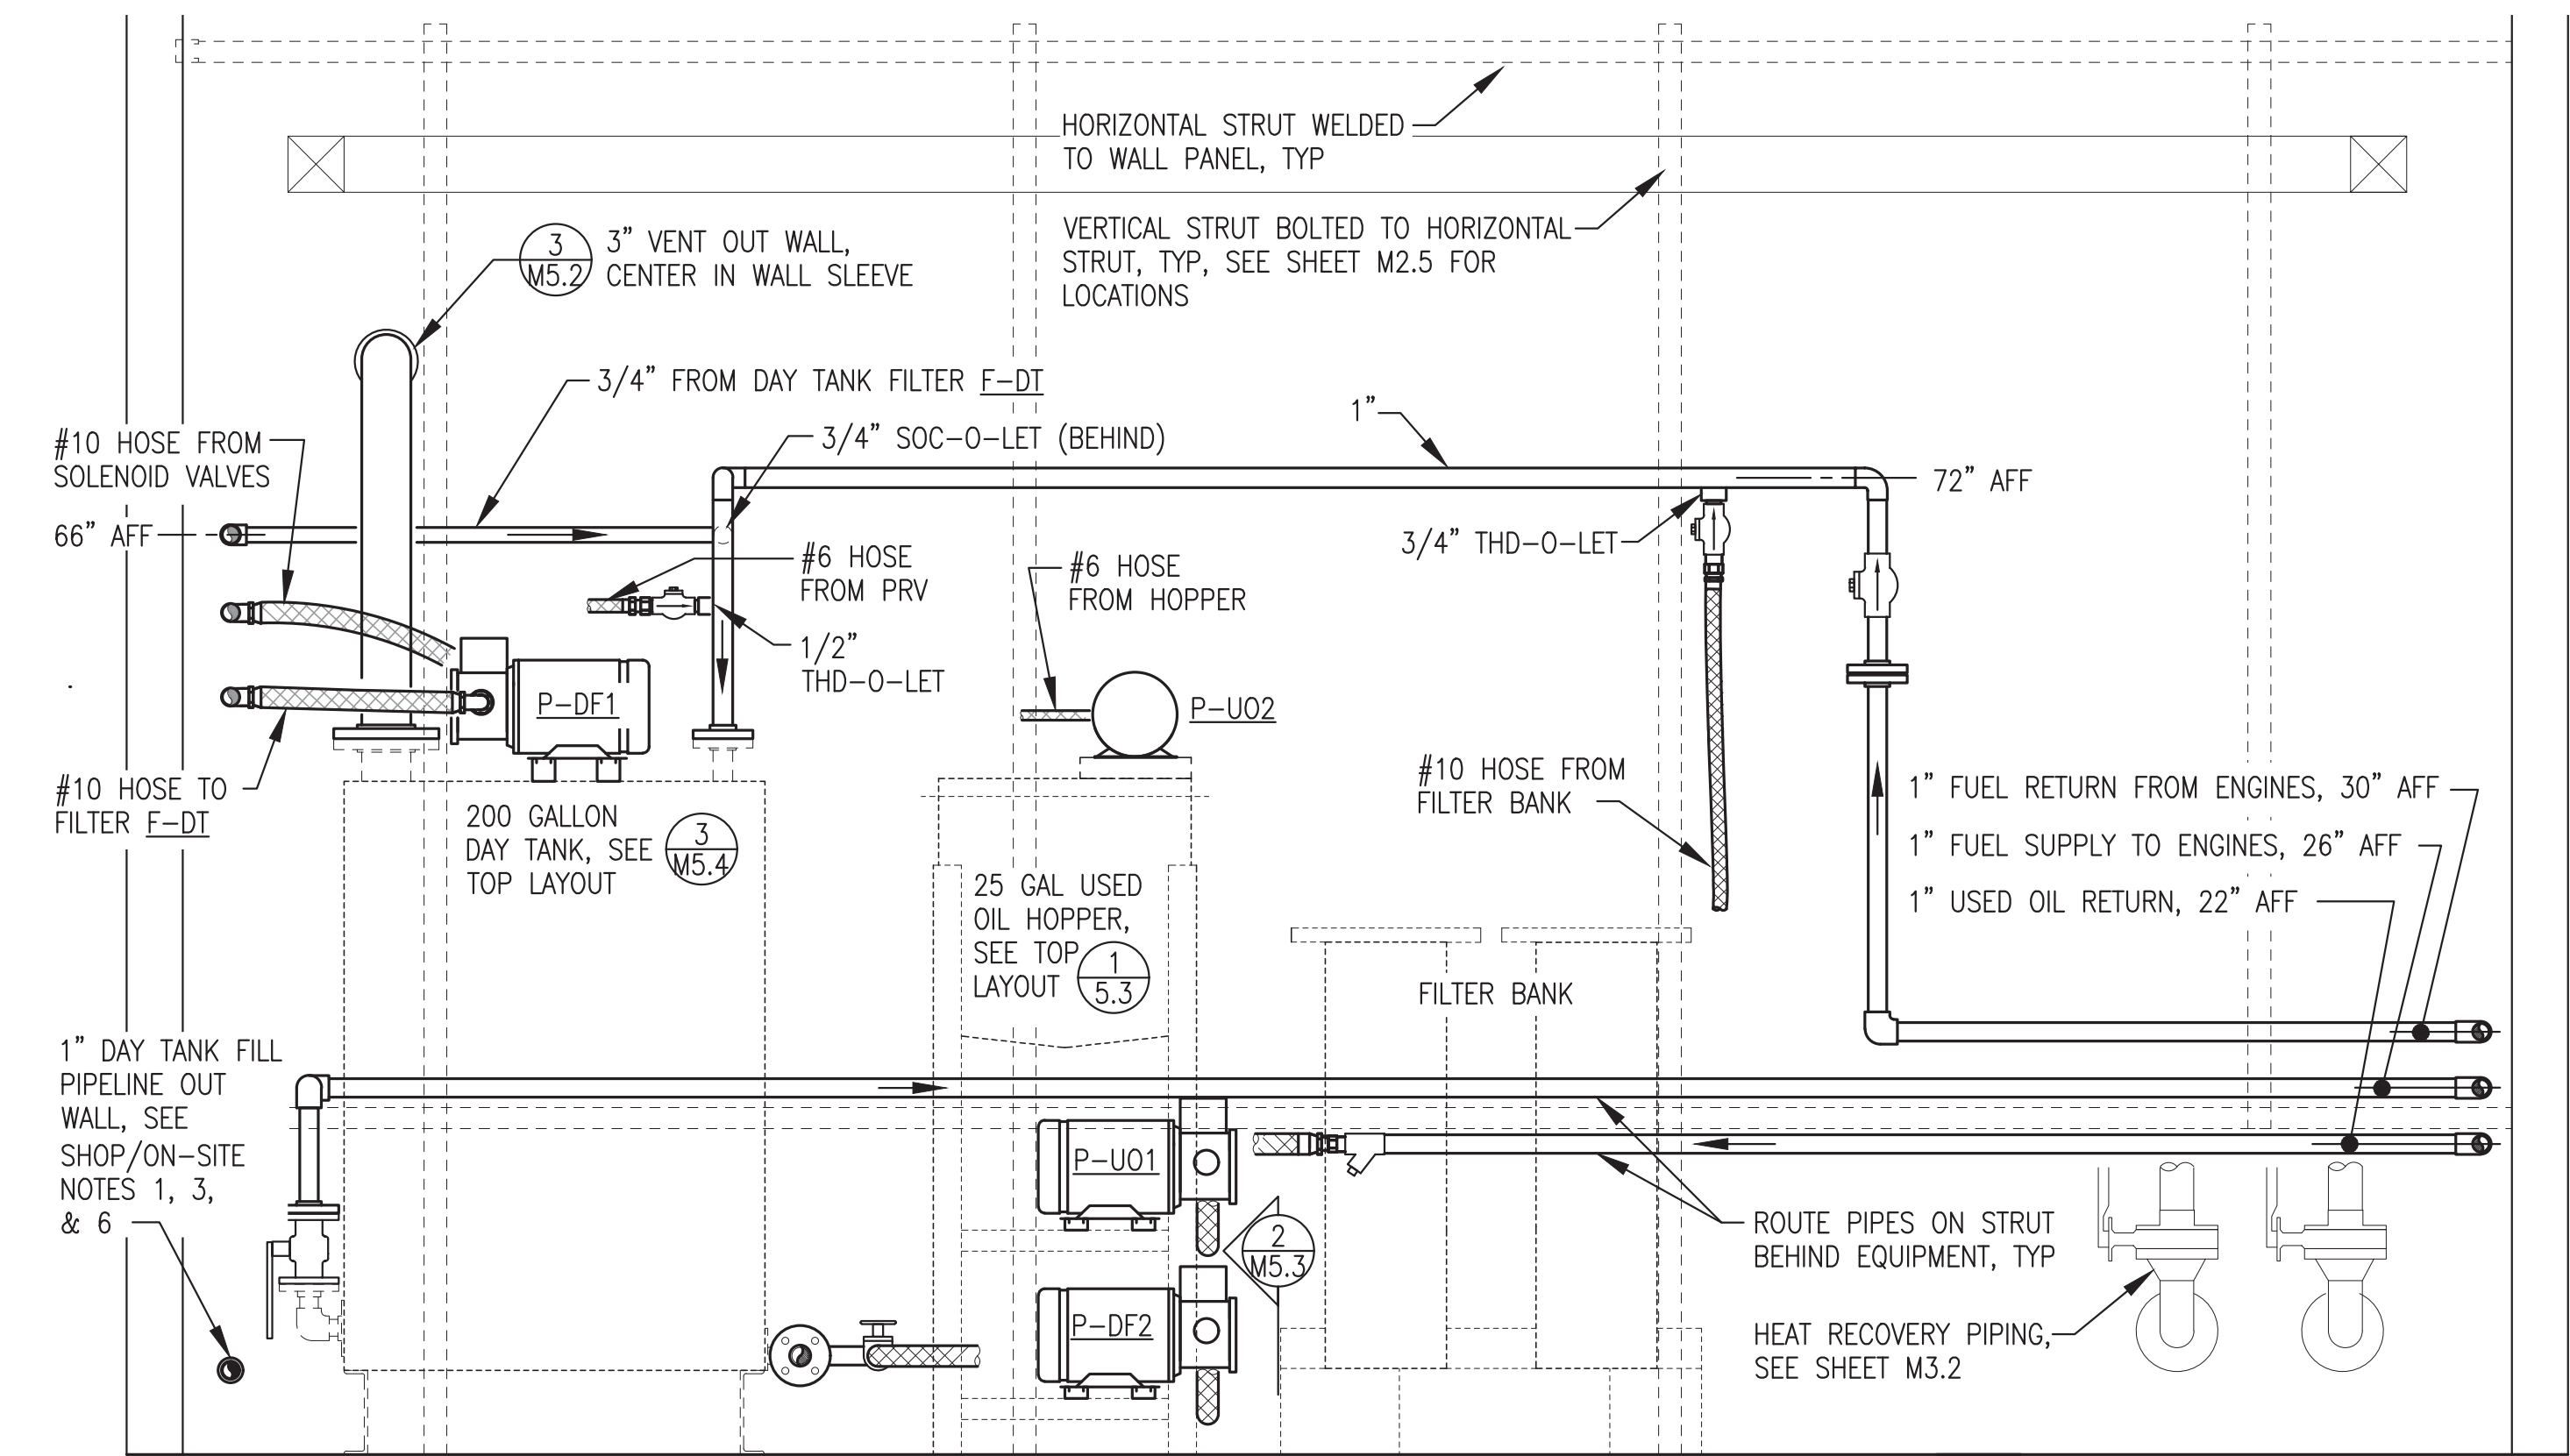 HORIZONTAL STRUT WELDED
TO WALL PANEL, TYP
VERTICAL STRUT BOLTED TO HORIZONTAL
STRUT, TYP, SEE SHEET M2.5 FOR
LOCATIONS
3
M5.2
3” VENT OUT WALL,
CENTER IN WALL SLEEVE
3/4” FROM DAY TANK FILTER F-DT
3/4” SOC-O-LET (BEHIND)
1”
#10 HOSE FROM
SOLENOID VALVES
72” AFF
66” AFF
3/4” THD-O-LET
#6 HOSE
FROM PRV
#6 HOSE
FROM HOPPER
1/2”
THD-O-LET
P-DF1
P-UO2
#10 HOSE TO
FILTER F-DT
#10 HOSE FROM
FILTER BANK
1” FUEL RETURN FROM ENGINES, 30” AFF
1” FUEL SUPPLY TO ENGINES, 26” AFF
1” USED OIL RETURN, 22” AFF
200 GALLON
DAY TANK, SEE
TOP LAYOUT
3
M5.4
25 GAL USED
OIL HOPPER,
SEE TOP
LAYOUT
1
5.3
FILTER BANK
1” DAY TANK FILL
PIPELINE OUT
WALL, SEE
SHOP/ON-SITE
NOTES 1, 3,
& 6
P-UO1
2
M5.3
P-DF2
ROUTE PIPES ON STRUT
BEHIND EQUIPMENT, TYP
HEAT RECOVERY PIPING,
SEE SHEET M3.2